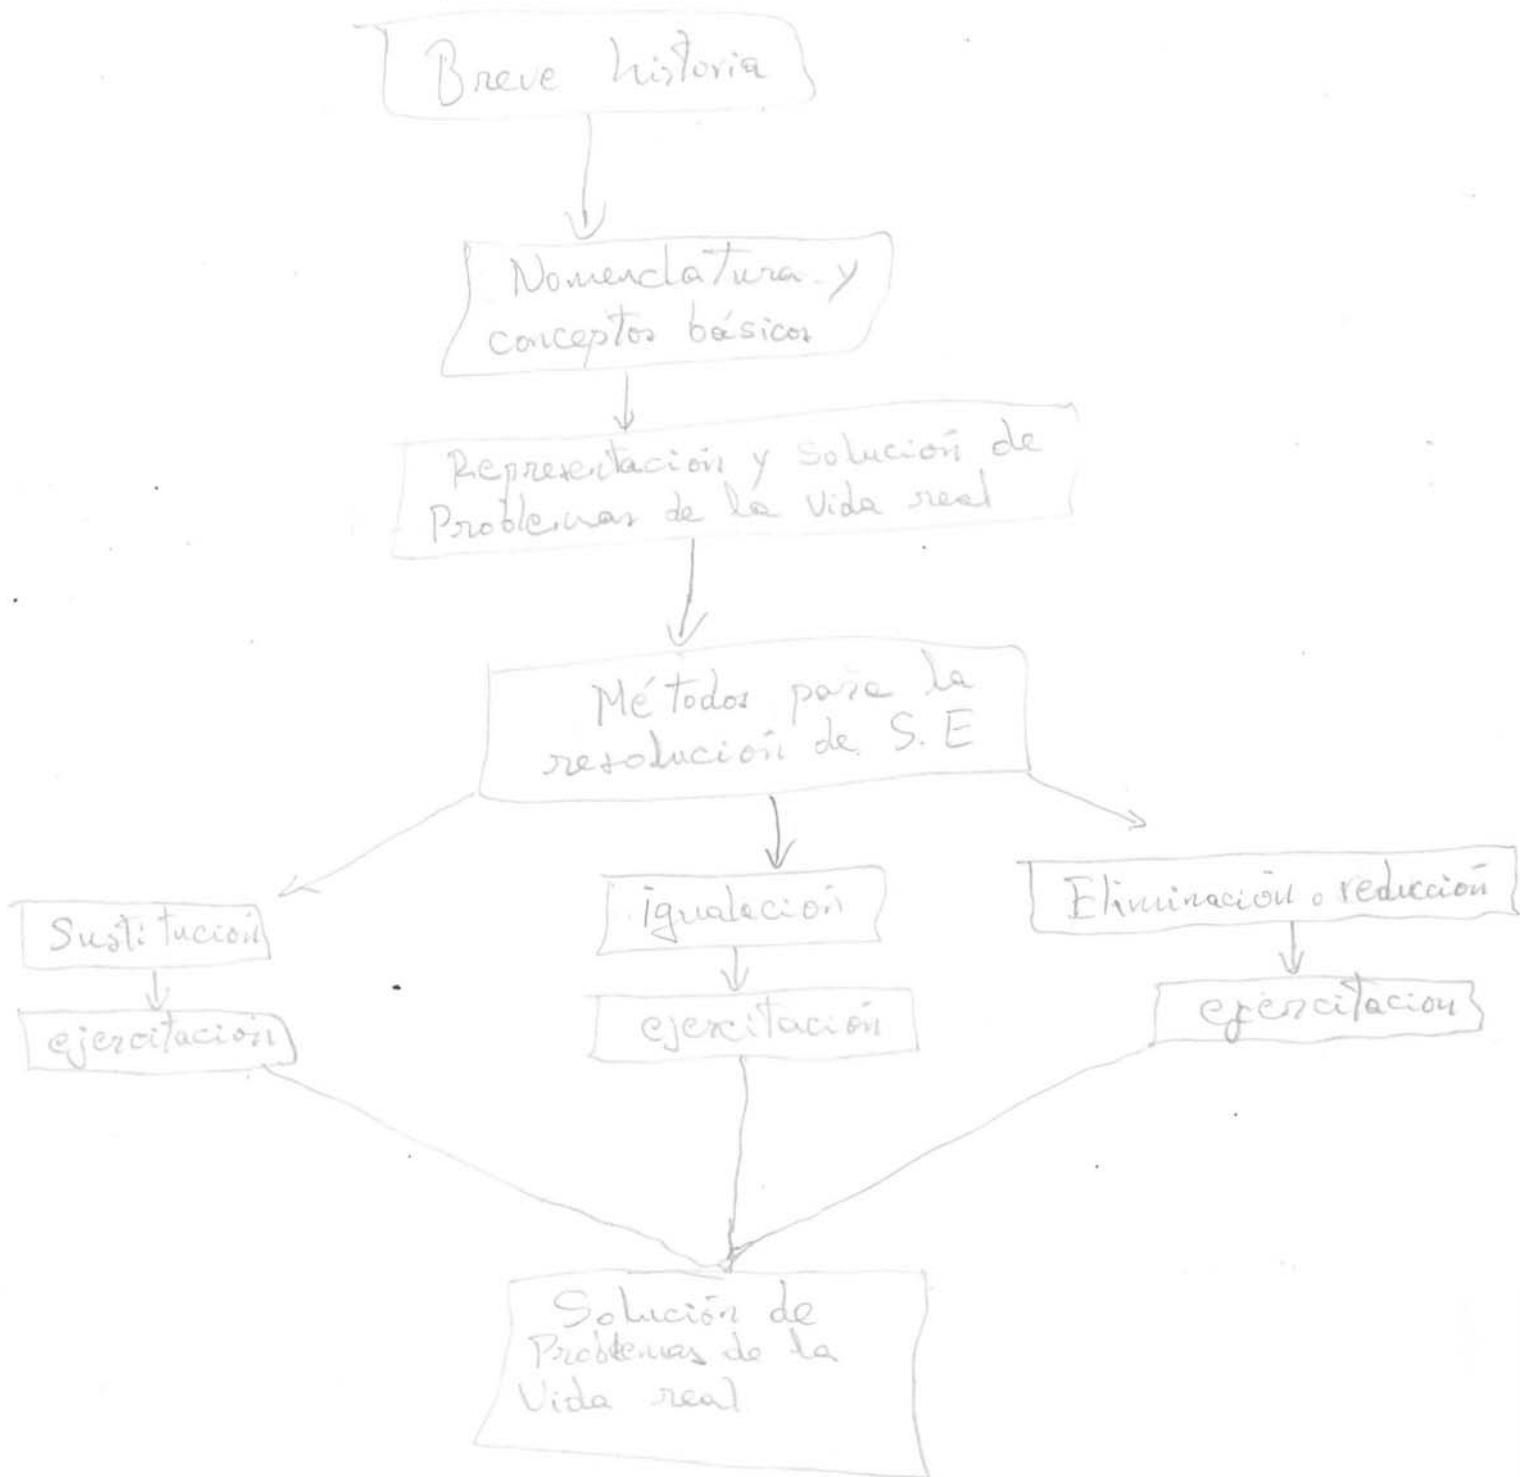 Breve historia
Nomenclatura y
conceptos básicos
Representación y solución de
Problemas de la vida real
Métodos para la
resolución de S.E
Sustitución
igualación
Eliminación o reducción
ejercitación
ejercitación
ejercitacion
Solución de
Problemas de la
Vida real